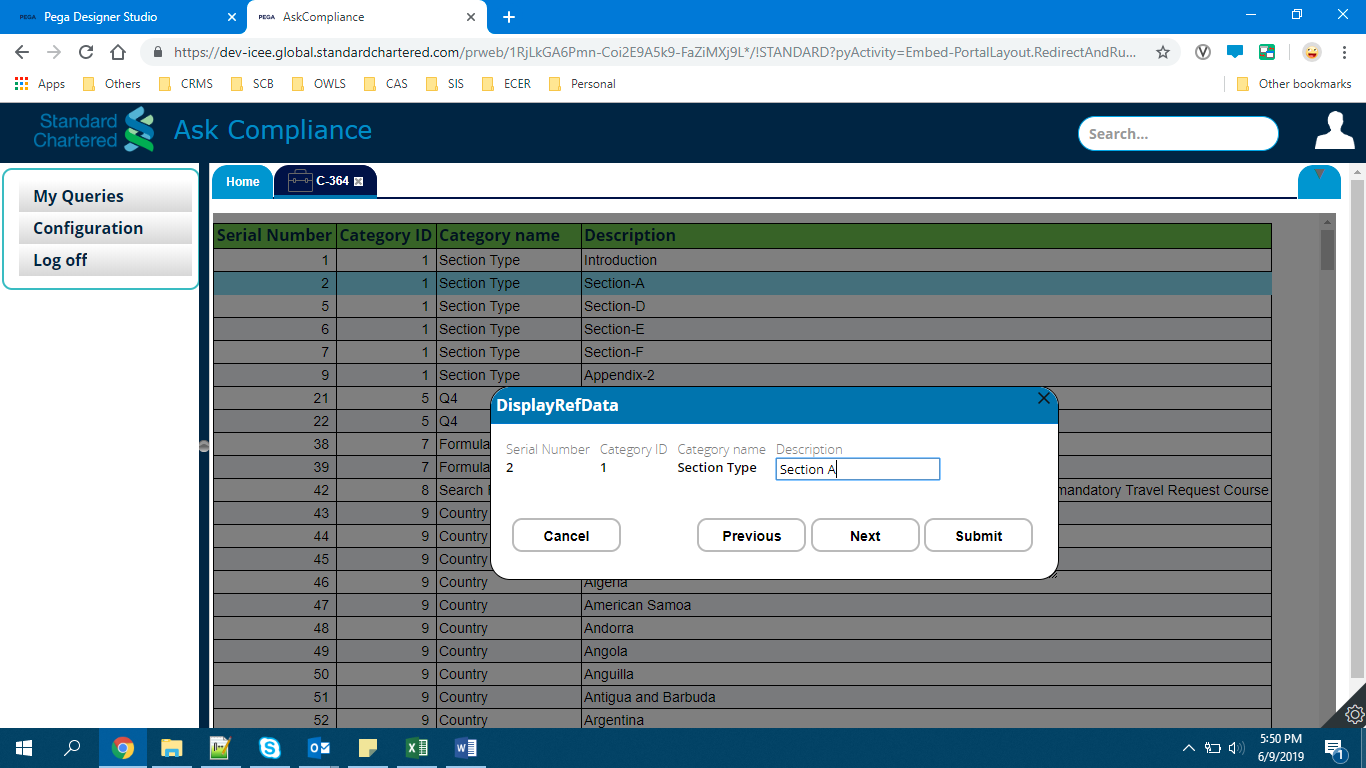 PEGA Pega Designer Studio
PEGA AskCompliance
https://dev-icee.global.standardchartered.com/prweb/1RjLkGA6Pmn-Coi2E9A5k9-FaZiMXj9L*/!STANDARD?pyActivity=Embed-PortalLayout.RedirectAndRu...
Apps Others CRMS SCB OWLS CAS SIS ECER Personal Other bookmarks
Standard
Chartered
Ask Compliance
Search...
My Queries
Configuration
Log off
Home C-364
Serial Number Category ID Category name Description
1 1 Section Type Introduction
2 1 Section Type Section-A
5 1 Section Type Section-D
6 1 Section Type Section-E
7 1 Section Type Section-F
9 1 Section Type Appendix-2
21 5 Q4
22 5 Q4
38 7 Formula
39 7 Formula
42 8 Search mandatory Travel Request Course
43 9 Country
44 9 Country
45 9 Country
46 9 Country Algeria
47 9 Country American Samoa
48 9 Country Andorra
49 9 Country Angola
50 9 Country Anguilla
51 9 Country Antigua and Barbuda
52 9 Country Argentina
DisplayRefData
Serial Number Category ID Category name Description
2 1 Section Type Section A
Cancel Previous Next Submit
5:50 PM
6/9/2019
1